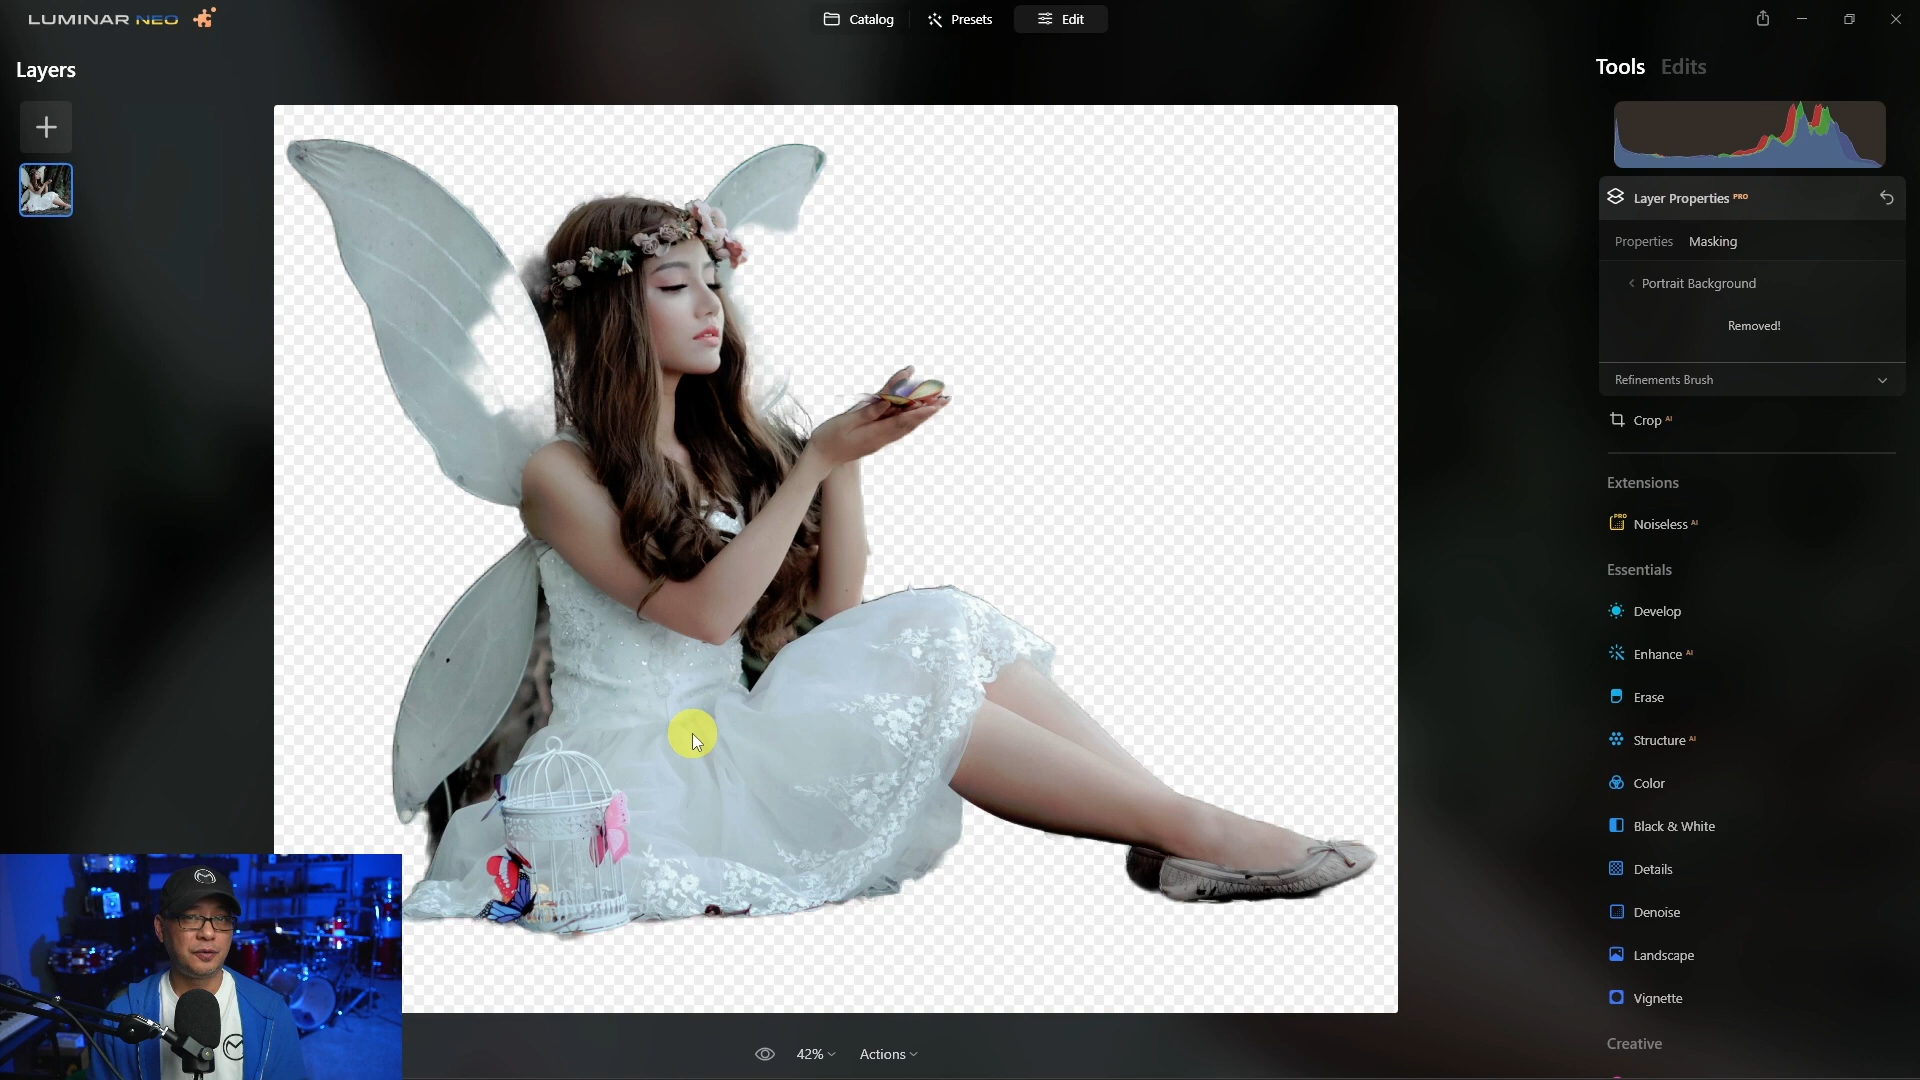 LUMINAR NEO
Catalog
Presets
Edit
Layers
Tools
Edits
Layer Properties PRO
Properties
Masking
Portrait Background
Removed!
Refinements Brush
Crop AI
Extensions
PRO
Noiseless AI
Essentials
Develop
Enhance AI
Erase
Structure AI
Color
Black & White
Details
Denoise
Landscape
Vignette
Creative
42%
Actions